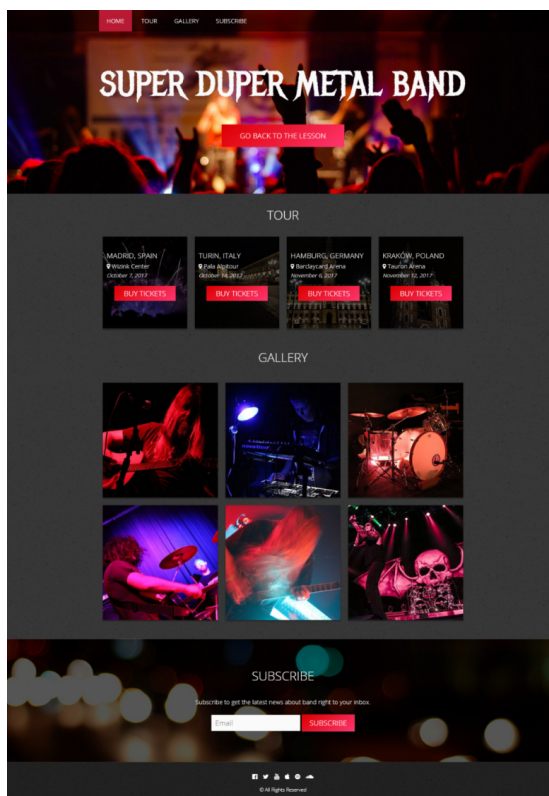 HOME TOUR GALLERY SUBSCRIBE
SUPER DUPER METAL BAND
GO BACK TO THE LESSON
TOUR
MADRID, SPAIN
Wizink Center
October 7, 2017
BUY TICKETS
TURIN, ITALY
Pala Alpitour
October 14, 2017
BUY TICKETS
HAMBURG, GERMANY
Barclaycard Arena
November 6, 2017
BUY TICKETS
KRAKÓW, POLAND
Tauron Arena
November 12, 2017
BUY TICKETS
GALLERY
SUBSCRIBE
Subscribe to get the latest news about band right to your inbox.
Email SUBSCRIBE
© All Rights Reserved